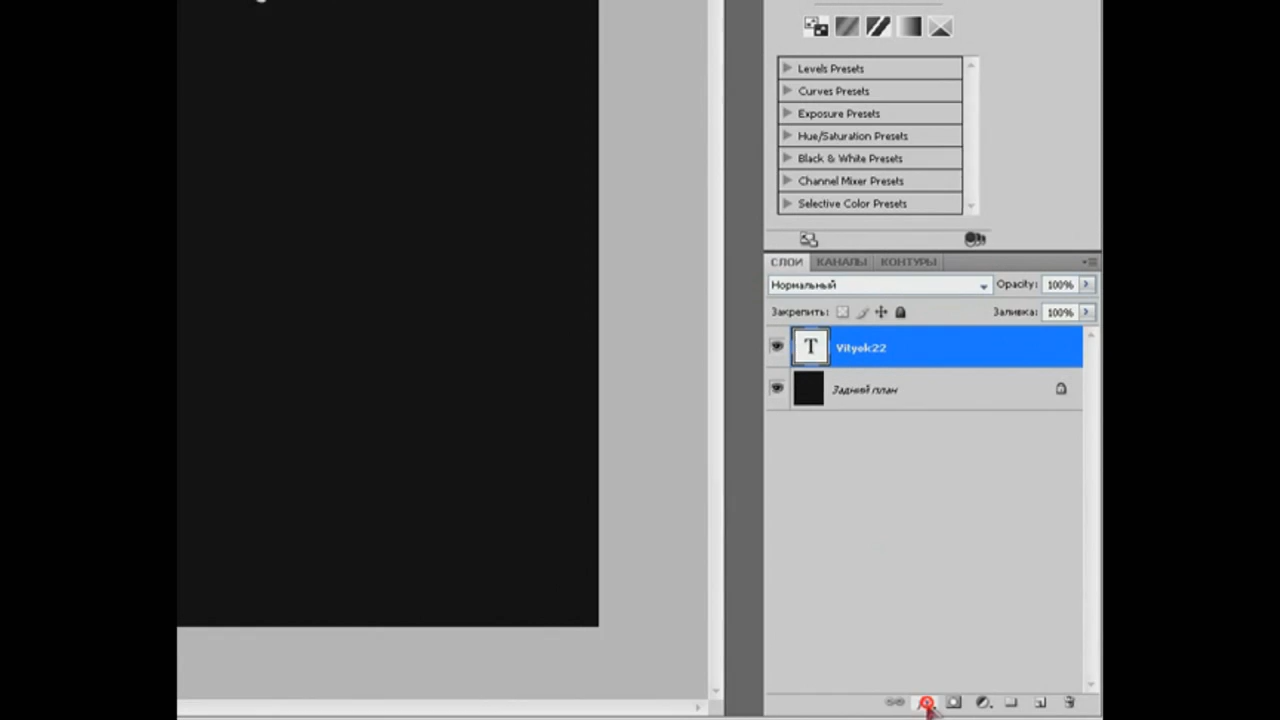 Levels Presets
Curves Presets
Exposure Presets
Hue/Saturation Presets
Black & White Presets
Channel Mixer Presets
Selective Color Presets
СЛОИ КАНАЛЫ КОНТУРЫ
Нормальный Opacity: 100%
Закрепить: Заливка: 100%
T Vityok22
Задний план